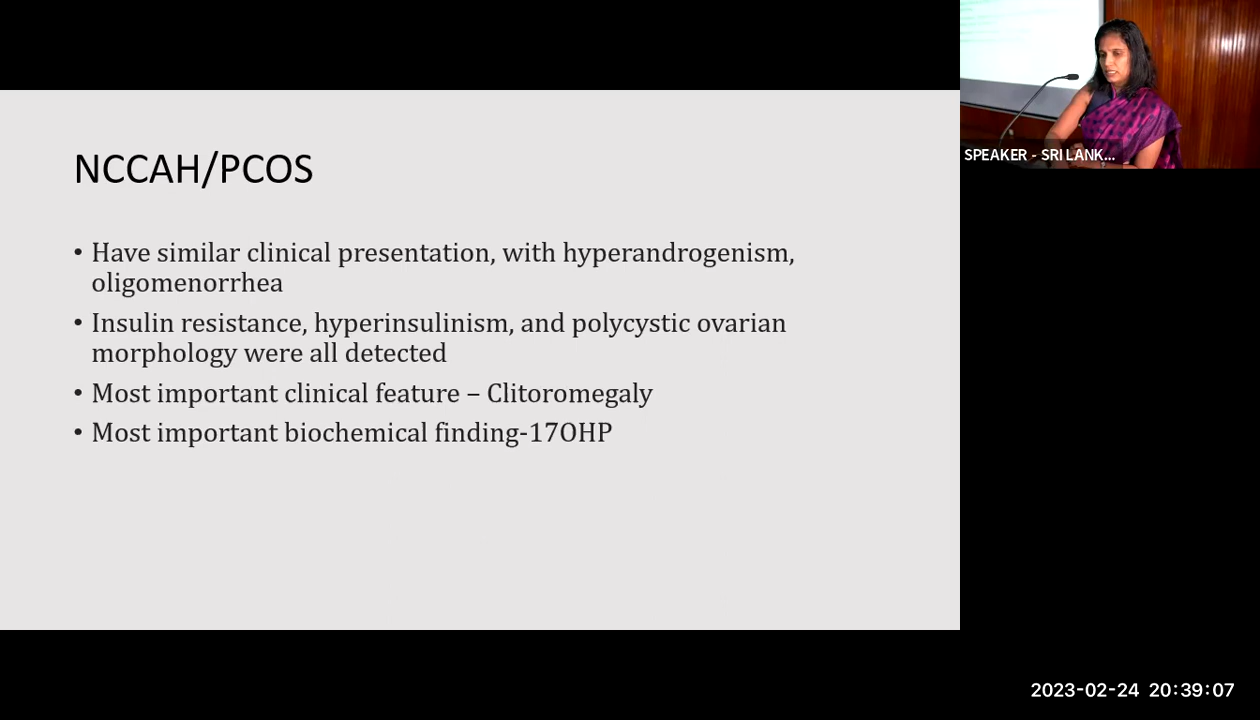 NCCAH/PCOS
• Have similar clinical presentation, with hyperandrogenism,
oligomenorrhea
• Insulin resistance, hyperinsulinism, and polycystic ovarian
morphology were all detected
• Most important clinical feature – Clitoromegaly
• Most important biochemical finding-17OHP
SPEAKER - SRI LANK...
2023-02-24 20:39:07